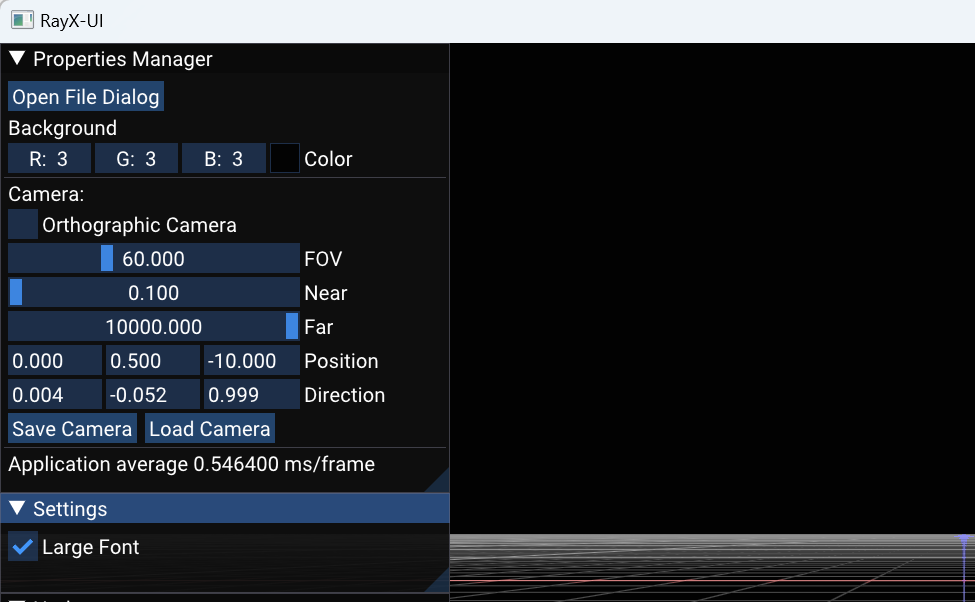 RayX-UI
Properties Manager
Open File Dialog
Background
R: 3 G: 3 B: 3 Color
Camera:
Orthographic Camera
60.000 FOV
0.100 Near
10000.000 Far
0.000 0.500 -10.000 Position
0.004 -0.052 0.999 Direction
Save Camera Load Camera
Application average 0.546400 ms/frame
Settings
Large Font